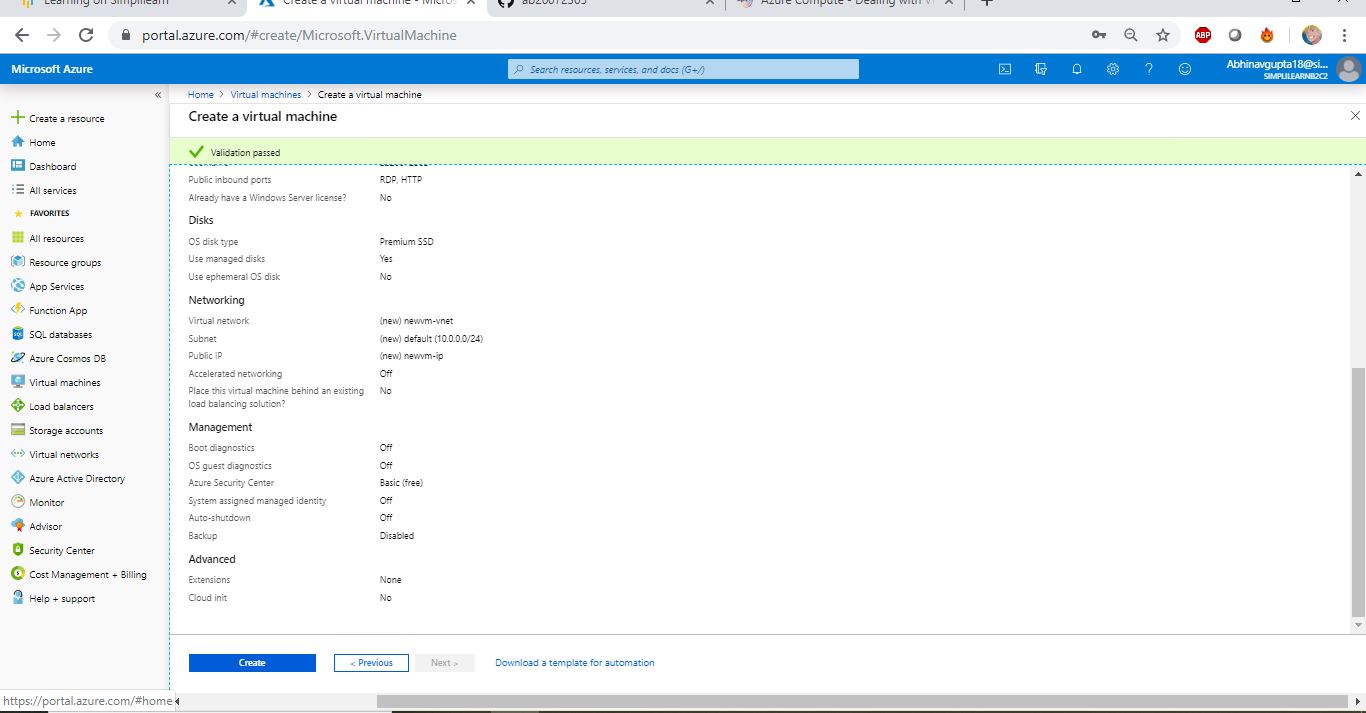 Learning on Simplilearn
Create a virtual machine - Micros
ab20072305
Azure Compute - Dealing with
portal.azure.com/#create/Microsoft.VirtualMachine
ABP
Microsoft Azure
Search resources, services, and docs (G+/)
Abhinavgupta18@si...
SIMPLILEARNB2C2
Home > Virtual machines > Create a virtual machine
Create a virtual machine
Validation passed
Create a resource
Home
Dashboard
All services
FAVORITES
All resources
Resource groups
App Services
Function App
SQL databases
Azure Cosmos DB
Virtual machines
Load balancers
Storage accounts
Virtual networks
Azure Active Directory
Monitor
Advisor
Security Center
Cost Management + Billing
Help + support
Public inbound ports RDP, HTTP
Already have a Windows Server license? No
Disks
OS disk type Premium SSD
Use managed disks Yes
Use ephemeral OS disk No
Networking
Virtual network (new) newvm-vnet
Subnet (new) default (10.0.0.0/24)
Public IP (new) newvm-ip
Accelerated networking Off
Place this virtual machine behind an existing No
load balancing solution?
Management
Boot diagnostics Off
OS guest diagnostics Off
Azure Security Center Basic (free)
System assigned managed identity Off
Auto-shutdown Off
Backup Disabled
Advanced
Extensions None
Cloud init No
Create
< Previous
Next >
Download a template for automation
https://portal.azure.com/#home